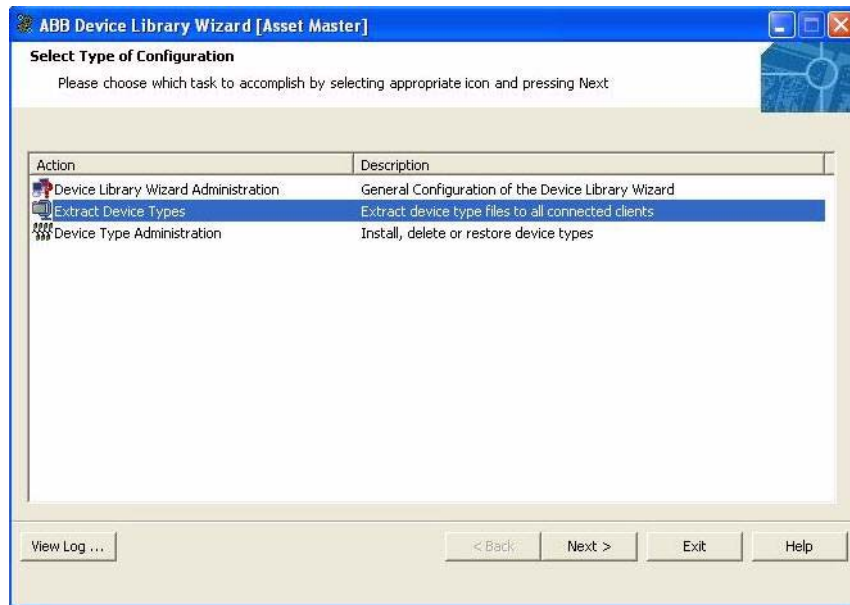 ABB Device Library Wizard [Asset Master]
Select Type of Configuration
Please choose which task to accomplish by selecting appropriate icon and pressing Next
Action Description
Device Library Wizard Administration General Configuration of the Device Library Wizard
Extract Device Types Extract device type files to all connected clients
Device Type Administration Install, delete or restore device types
View Log ... < Back Next > Exit Help